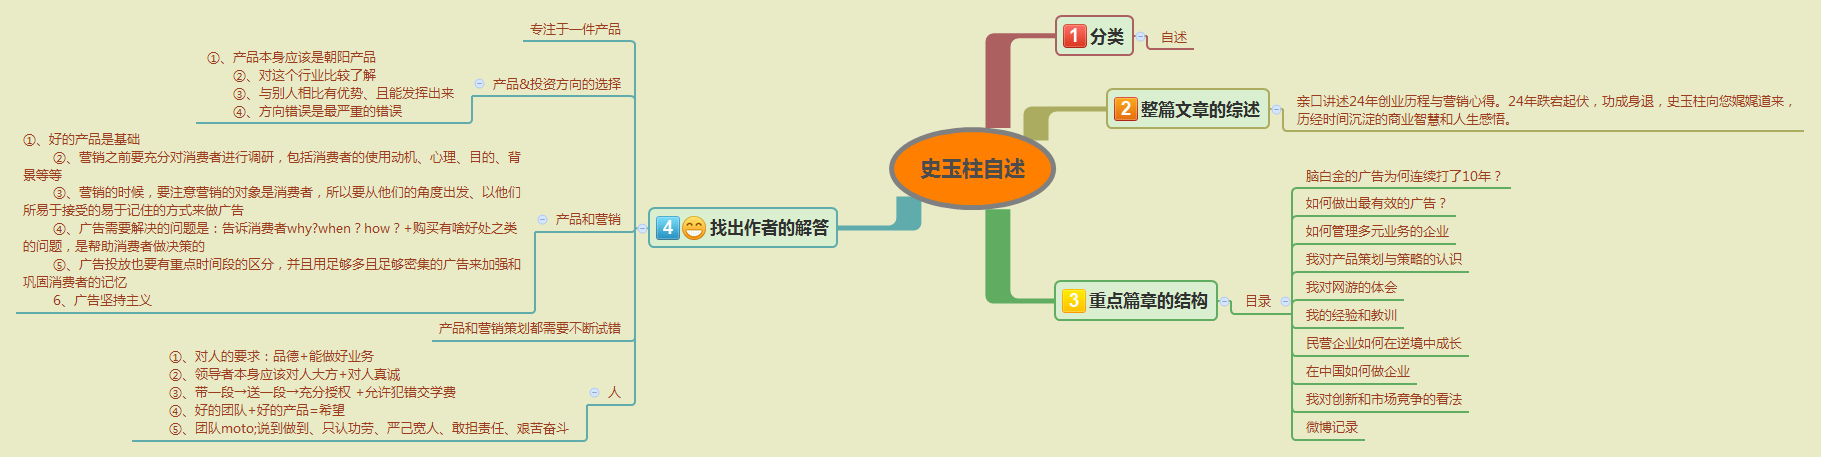 史玉柱自述
1 分类
自述
2 整篇文章的综述
亲口讲述24年创业历程与营销心得。24年跌宕起伏，功成身退，史玉柱向您娓娓道来，
历经时间沉淀的商业智慧和人生感悟。
3 重点篇章的结构
目录
脑白金的广告为何连续打了10年？
如何做出最有效的广告？
如何管理多元业务的企业
我对产品策划与策略的认识
我对网游的体会
我的经验和教训
民营企业如何在逆境中成长
在中国如何做企业
我对创新和市场竞争的看法
微博记录
4 找出作者的解答
专注于一件产品
产品&投资方向的选择
①、产品本身应该是朝阳产品
②、对这个行业比较了解
③、与别人相比有优势、且能发挥出来
④、方向错误是最严重的错误
产品和营销
①、好的产品是基础
②、营销之前要充分对消费者进行调研，包括消费者的使用动机、心理、目的、背
景等等
③、营销的时候，要注意营销的对象是消费者，所以要从他们的角度出发、以他们
所易于接受的易于记住的方式来做广告
④、广告需要解决的问题是：告诉消费者why?when？how？+购买有啥好处之类
的问题，是帮助消费者做决策的
⑤、广告投放也要有重点时间段的区分，并且用足够多且足够密集的广告来加强和
巩固消费者的记忆
6、广告坚持主义
产品和营销策划都需要不断试错
人
①、对人的要求：品德+能做好业务
②、领导者本身应该对人大方+对人真诚
③、带一段→送一段→充分授权 +允许犯错交学费
④、好的团队+好的产品=希望
⑤、团队moto;说到做到、只认功劳、严己宽人、敢担责任、艰苦奋斗